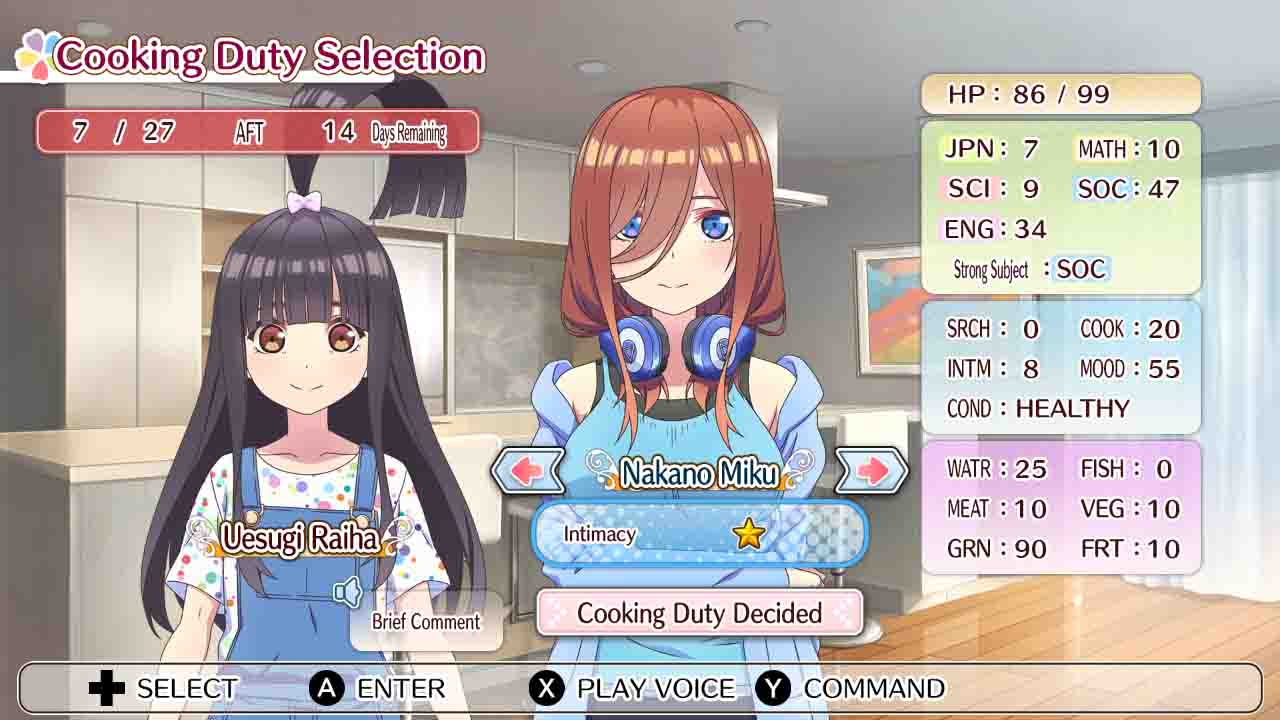 Cooking Duty Selection
7 / 27 AFT 14 Days Remaining
HP : 86 / 99
JPN : 7 MATH : 10
SCI : 9 SOC : 47
ENG : 34
Strong Subject : SOC
SRCH : 0 COOK : 20
INTM : 8 MOOD : 55
COND : HEALTHY
WATR : 25 FISH : 0
MEAT : 10 VEG : 10
GRN : 90 FRT : 10
Nakano Miku
Intimacy
Uesugi Raiha
Brief Comment
Cooking Duty Decided
SELECT A ENTER X PLAY VOICE Y COMMAND